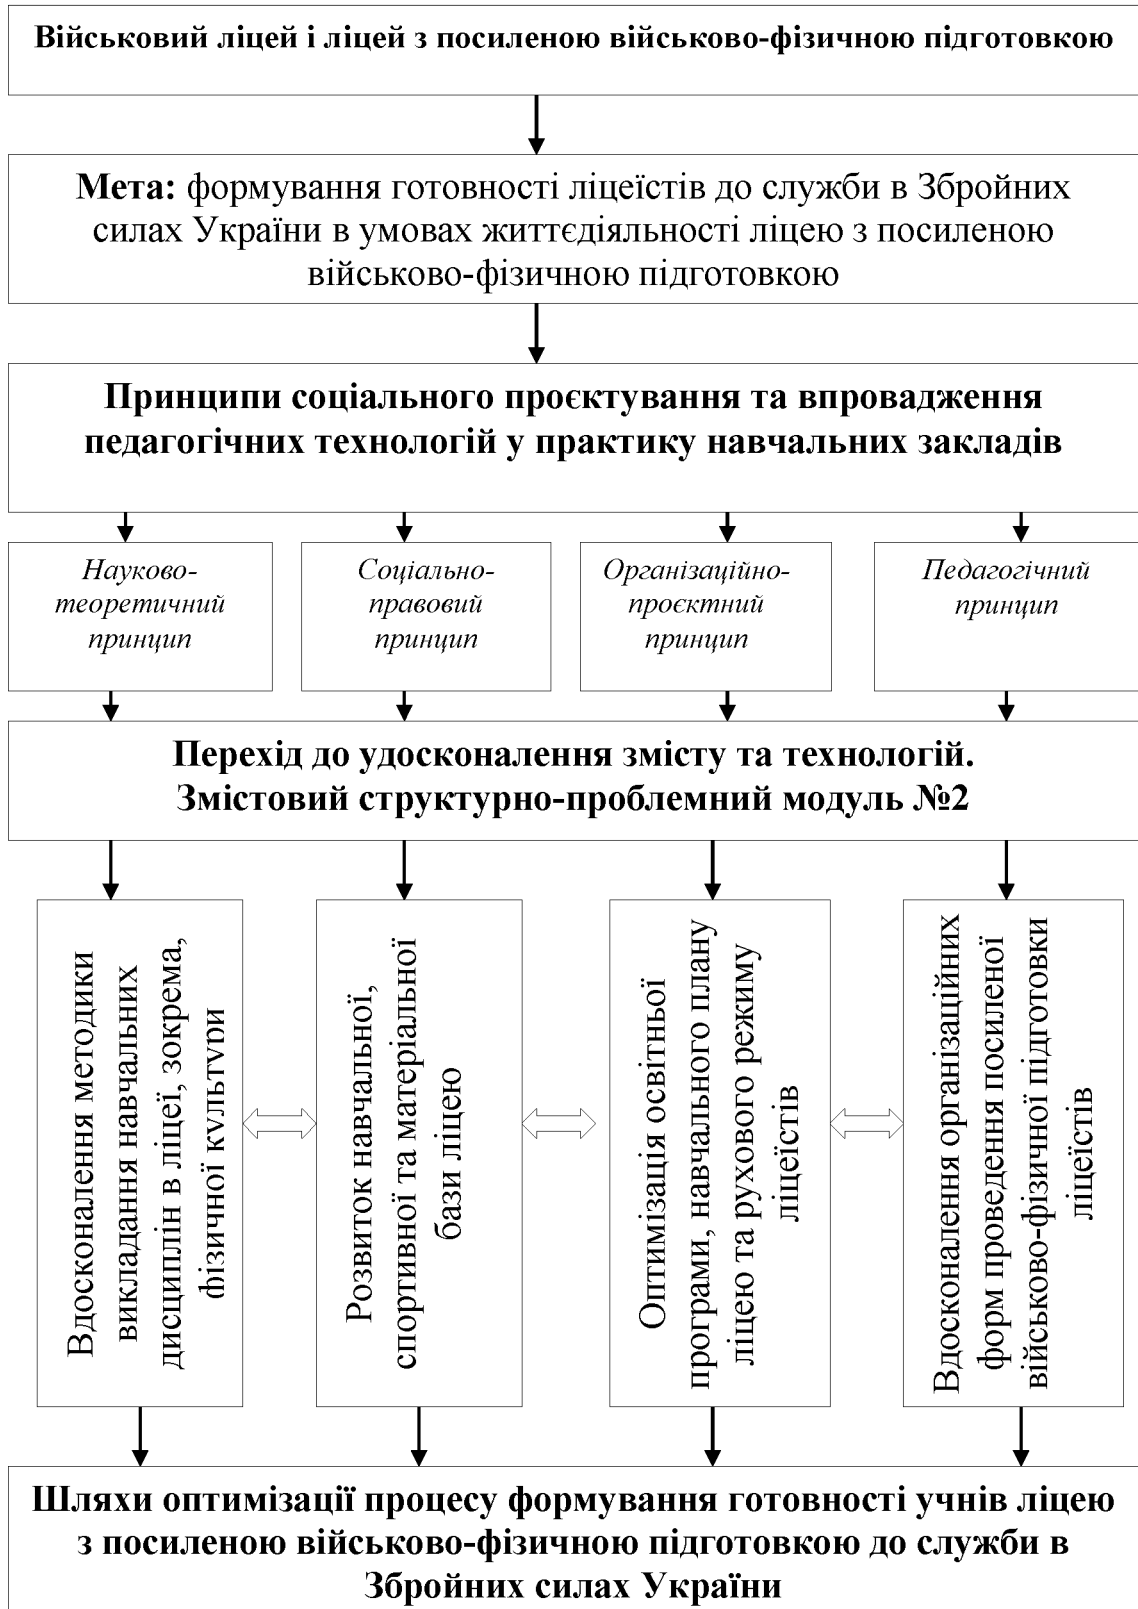 Військовий ліцей і ліцей з посиленою військово-фізичною підготовкою
Мета: формування готовності ліцеїстів до служби в Збройних
силах України в умовах життєдіяльності ліцею з посиленою
військово-фізичною підготовкою
Принципи соціального проєктування та впровадження
педагогічних технологій у практику навчальних закладів
Науково-
теоретичний
принцип
Соціально-
правовий
принцип
Організаційно-
проєктний
принцип
Педагогічний
принцип
Перехід до удосконалення змісту та технологій.
Змістовий структурно-проблемний модуль №2
Вдосконалення методики
викладання навчальних
дисциплін в ліцеї, зокрема,
фізичної культури
Розвиток навчальної,
спортивної та матеріальної
бази ліцею
Оптимізація освітньої
програми, навчального плану
ліцею та рухового режиму
ліцеїстів
Вдосконалення організаційних
форм проведення посиленої
військово-фізичної підготовки
ліцеїстів
Шляхи оптимізації процесу формування готовності учнів ліцею
з посиленою військово-фізичною підготовкою до служби в
Збройних силах України